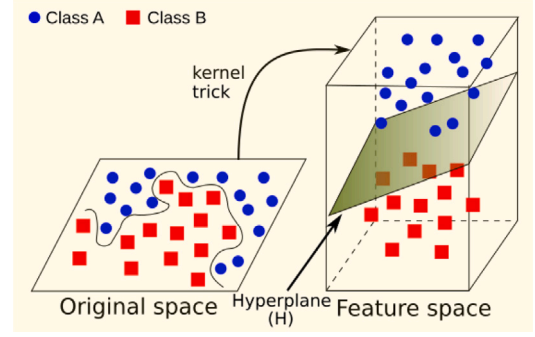 Class A
Class B
kernel
trick
Original space
Hyperplane
(H)
Feature space